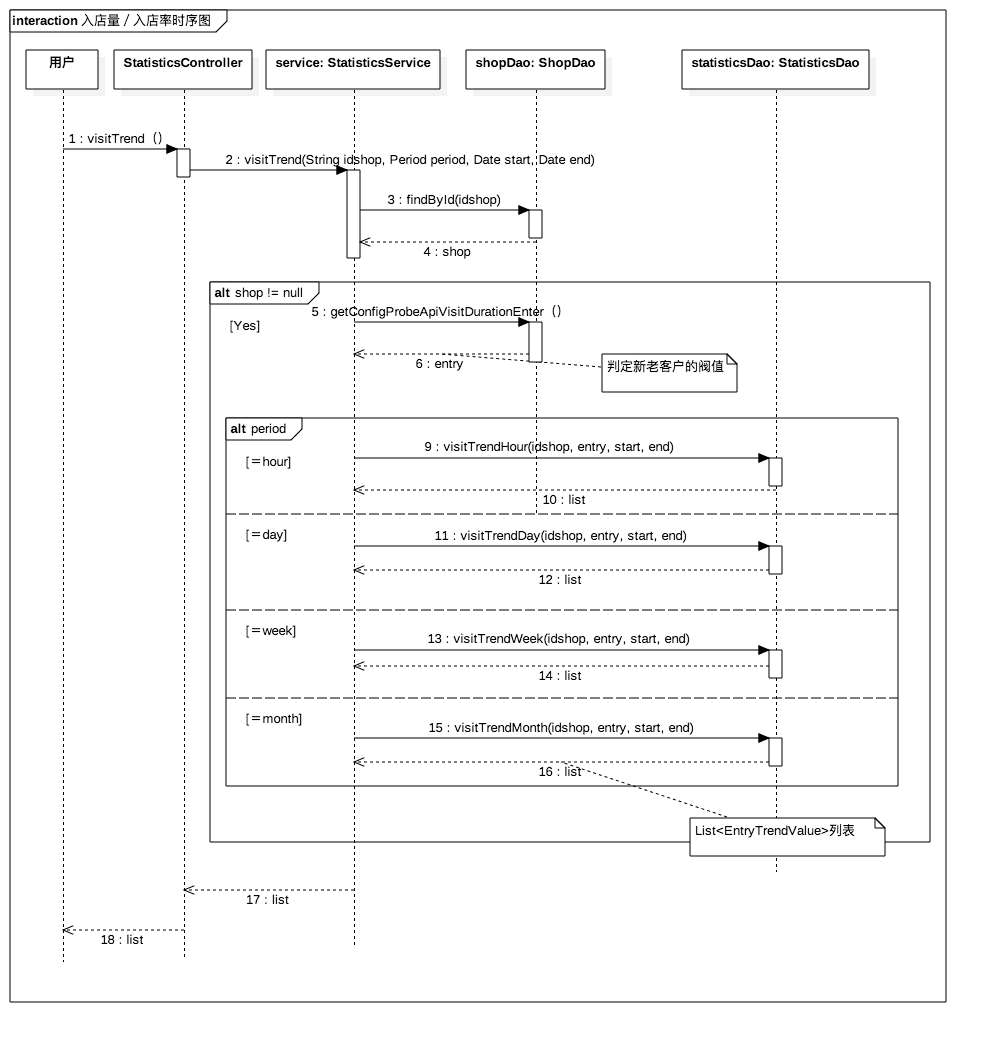 interaction 入店量 / 入店率时序图
用户
StatisticsController
service: StatisticsService
shopDao: ShopDao
statisticsDao: StatisticsDao
1 : visitTrend（）
2 : visitTrend(String idshop, Period period, Date start, Date end)
3 : findById(idshop)
4 : shop
alt shop != null
[Yes]
5 : getConfigProbeApiVisitDurationEnter（）
6 : entry
判定新老客户的阀值
alt period
[＝hour]
9 : visitTrendHour(idshop, entry, start, end)
10 : list
[＝day]
11 : visitTrendDay(idshop, entry, start, end)
12 : list
[＝week]
13 : visitTrendWeek(idshop, entry, start, end)
14 : list
[＝month]
15 : visitTrendMonth(idshop, entry, start, end)
16 : list
List<EntryTrendValue>列表
17 : list
18 : list